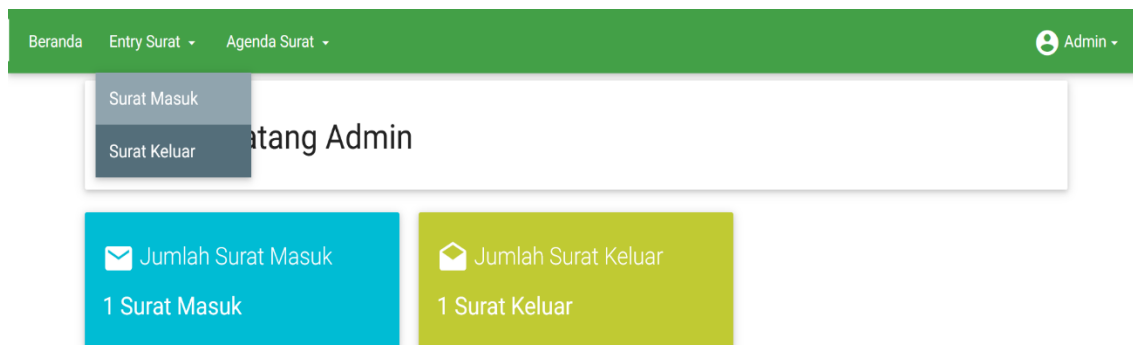 Beranda Entry Surat Agenda Surat Admin
Surat Masuk
Surat Keluar
atang Admin
Jumlah Surat Masuk
1 Surat Masuk
Jumlah Surat Keluar
1 Surat Keluar